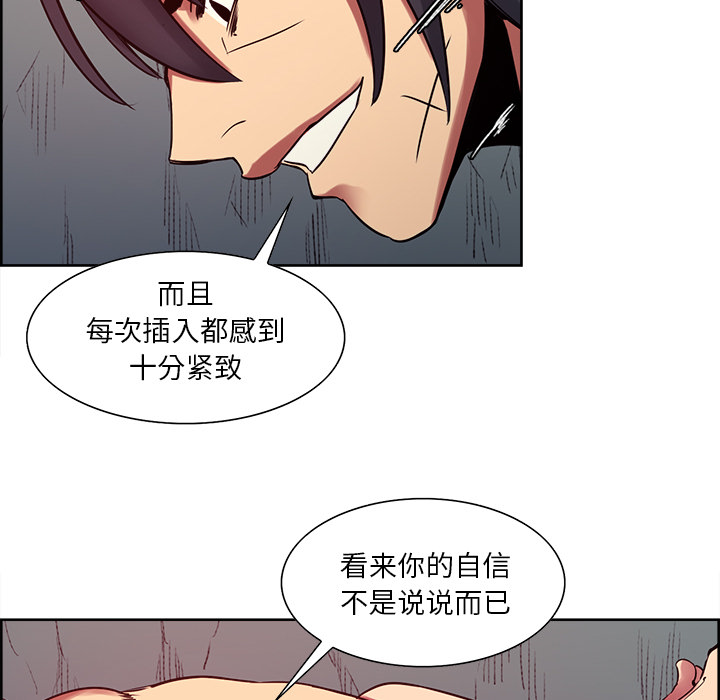 而且
每次插入都感到
十分紧致
看来你的自信
不是说说而已